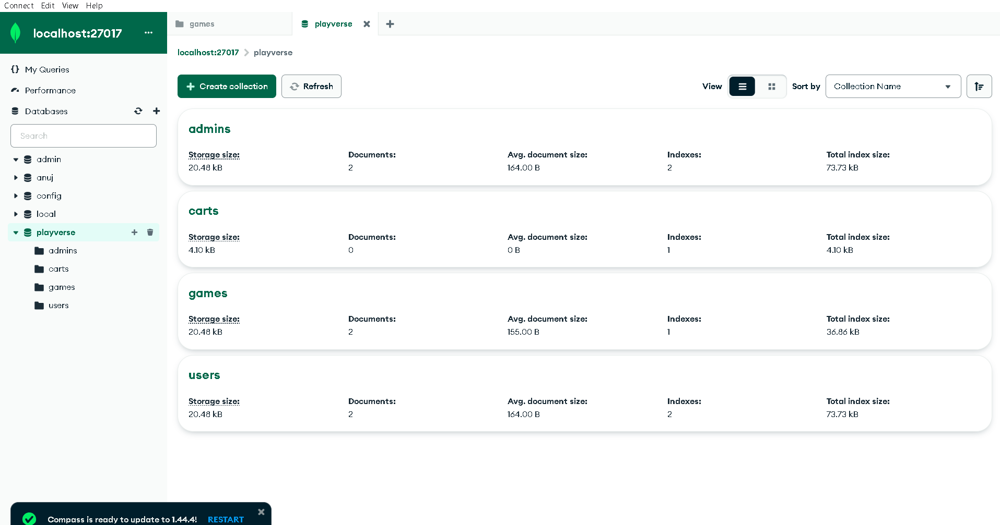 Connect Edit View Help
localhost:27017 ...
games
playverse
localhost:27017 > playverse
My Queries
Performance
Databases
Search
admin
anuj
config
local
playverse
admins
carts
games
users
Create collection
Refresh
View
Sort by
Collection Name
admins
Storage size: Documents: Avg. document size: Indexes: Total index size:
20.48 kB 2 164.00 B 2 73.73 kB
carts
Storage size: Documents: Avg. document size: Indexes: Total index size:
4.10 kB 0 0 B 1 4.10 kB
games
Storage size: Documents: Avg. document size: Indexes: Total index size:
20.48 kB 2 155.00 B 1 36.86 kB
users
Storage size: Documents: Avg. document size: Indexes: Total index size:
20.48 kB 2 164.00 B 2 73.73 kB
Compass is ready to update to 1.44.4! RESTART